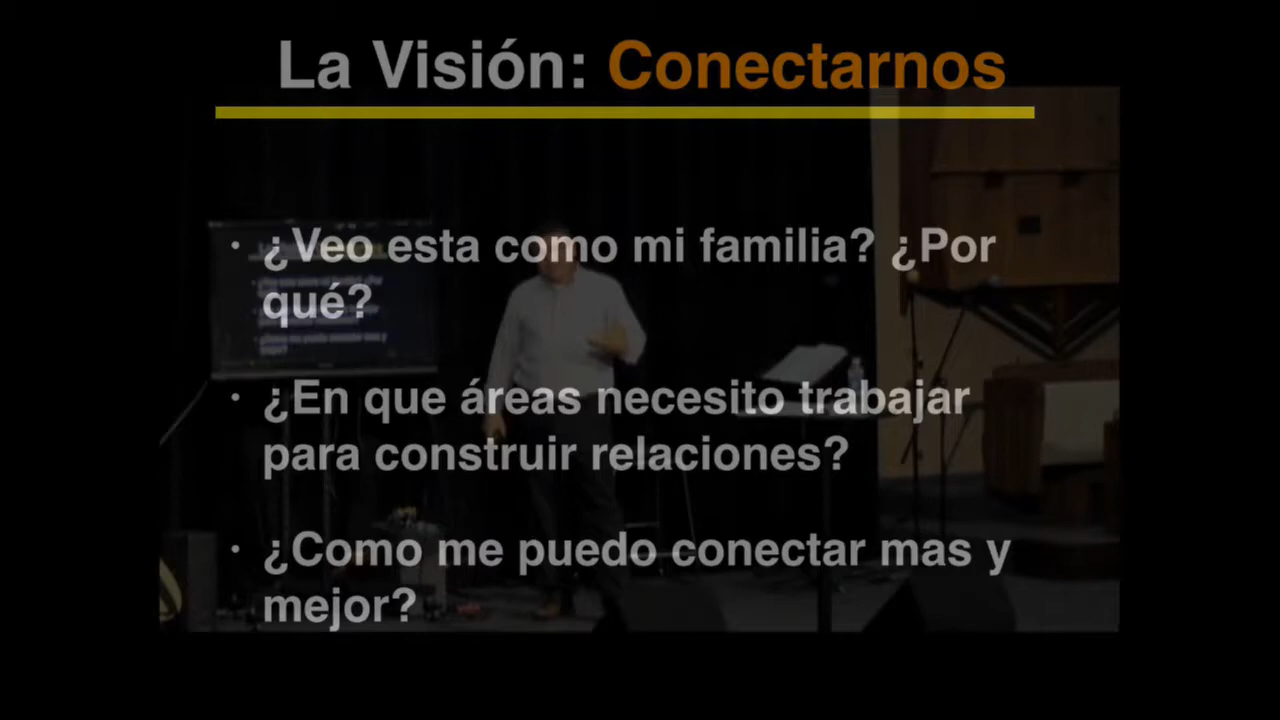 La Visión: Conectarnos
• ¿Veo esta como mi familia? ¿Por
qué?
• ¿En que áreas necesito trabajar
para construir relaciones?
• ¿Como me puedo conectar mas y
mejor?